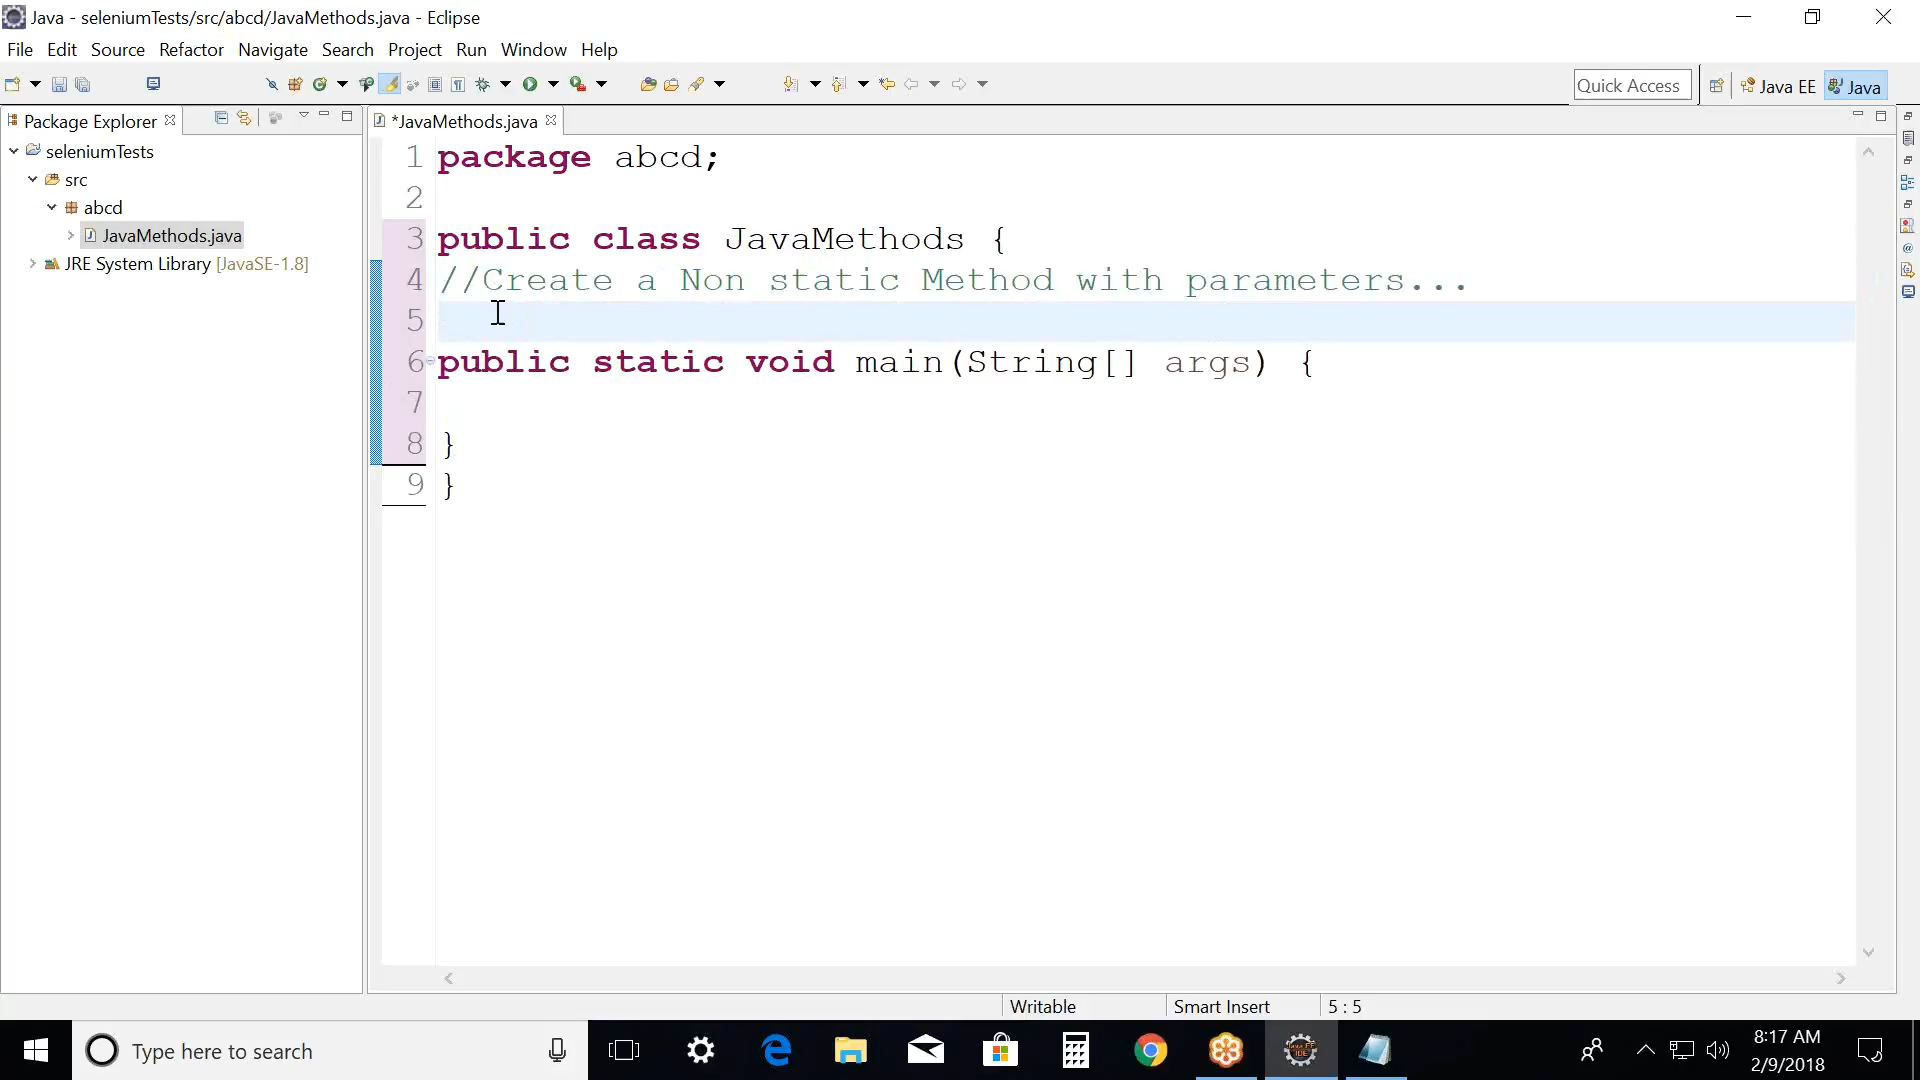 Java - seleniumTests/src/abcd/JavaMethods.java - Eclipse
File Edit Source Refactor Navigate Search Project Run Window Help
Quick Access Java EE Java
Package Explorer
*JavaMethods.java
seleniumTests
src
abcd
JavaMethods.java
JRE System Library [JavaSE-1.8]
1 package abcd;
2
3 public class JavaMethods {
4 //Create a Non static Method with parameters...
5
6 public static void main(String[] args) {
7
8 }
9 }
Writable Smart Insert 5 : 5
Type here to search
8:17 AM
2/9/2018